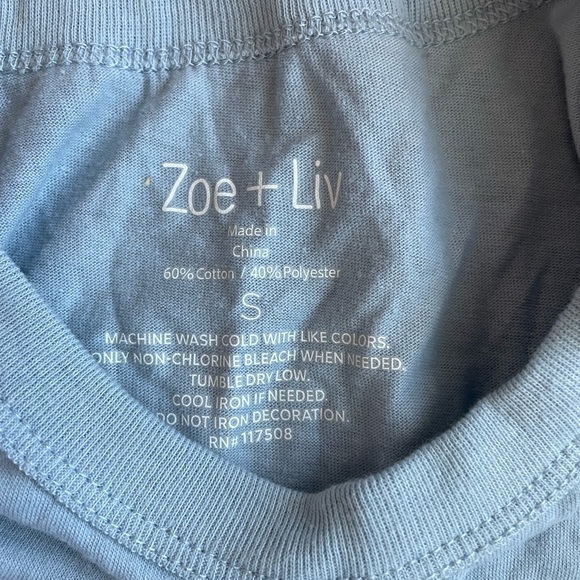 Zoe + Liv
Made in
China
60% Cotton / 40% Polyester
S
MACHINE WASH COLD WITH LIKE COLORS.
ONLY NON-CHLORINE BLEACH WHEN NEEDED.
TUMBLE DRY LOW.
COOL IRON IF NEEDED.
DO NOT IRON DECORATION.
RN# 117508